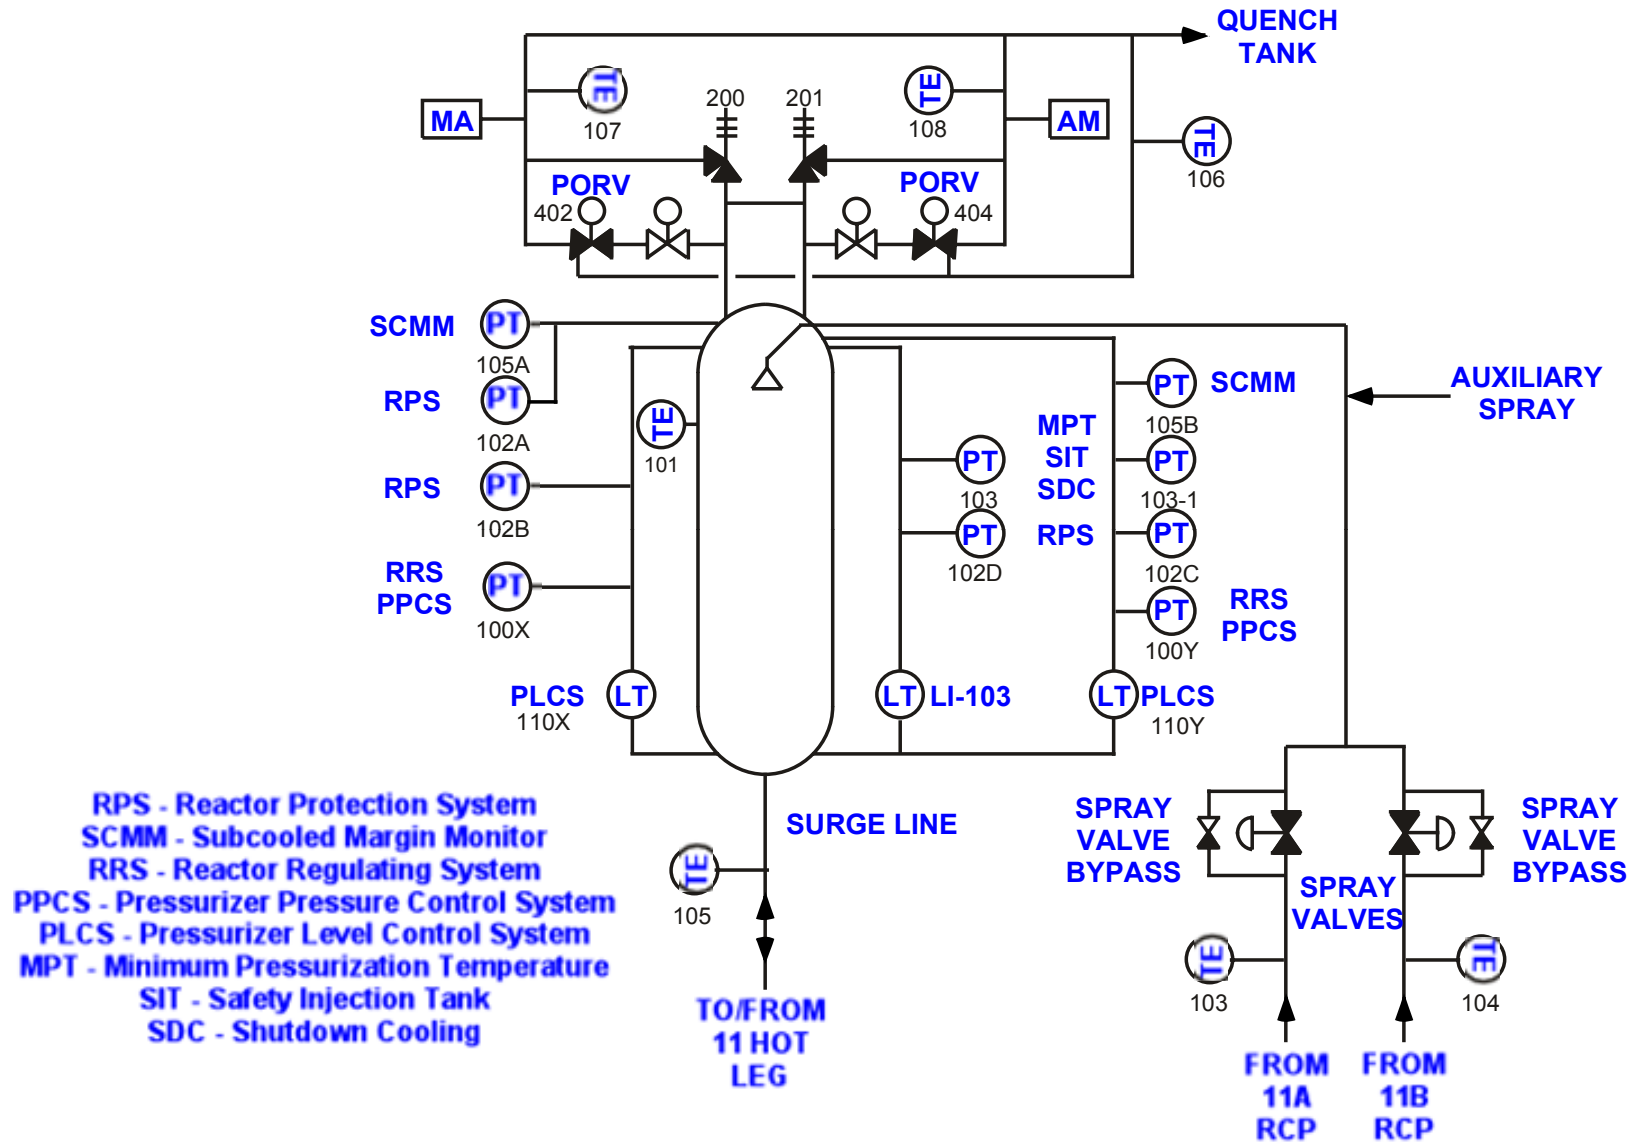 QUENCH
TANK
TE
107
200
201
TE
108
MA
AM
TE
106
PORV
402
PORV
404
SCMM
PT
105A
RPS
PT
102A
RPS
PT
102B
RRS
PPCS
PT
100X
TE
101
PLCS
LT
110X
PT
103
PT
102D
LT
LI-103
MPT
SIT
SDC
RPS
PT
SCMM
105B
PT
103-1
PT
102C
PT
100Y
RRS
PPCS
LT
PLCS
110Y
AUXILIARY
SPRAY
RPS - Reactor Protection System
SCMM - Subcooled Margin Monitor
RRS - Reactor Regulating System
PPCS - Pressurizer Pressure Control System
PLCS - Pressurizer Level Control System
MPT - Minimum Pressurization Temperature
SIT - Safety Injection Tank
SDC - Shutdown Cooling
SURGE LINE
TE
105
TO/FROM
11 HOT
LEG
SPRAY
VALVE
BYPASS
SPRAY
VALVES
SPRAY
VALVE
BYPASS
TE
103
TE
104
FROM
11A
RCP
FROM
11B
RCP